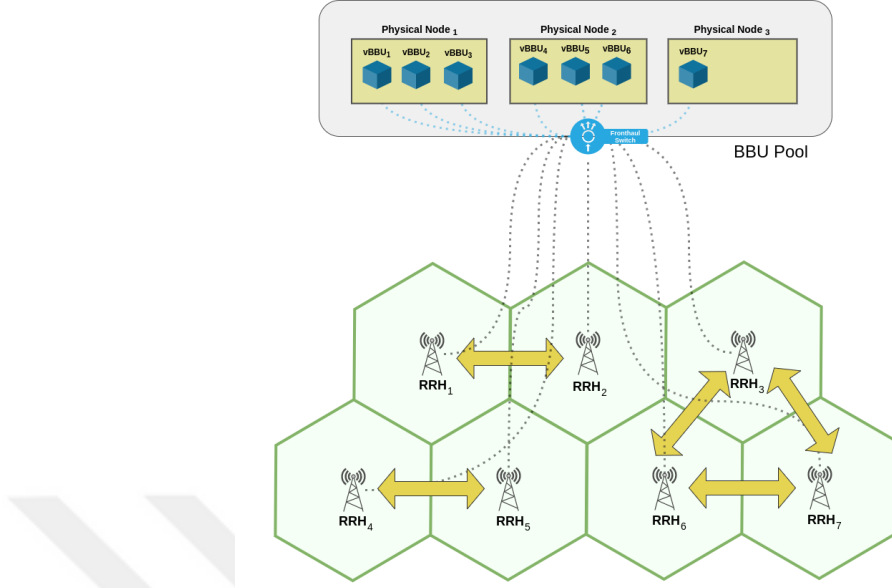 Physical Node 1 Physical Node 2 Physical Node 3
vBBU1 vBBU2 vBBU3 vBBU4 vBBU5 vBBU6 vBBU7
Fronthaul
Switch
BBU Pool
RRH1 RRH2 RRH3
RRH4 RRH5 RRH6 RRH7